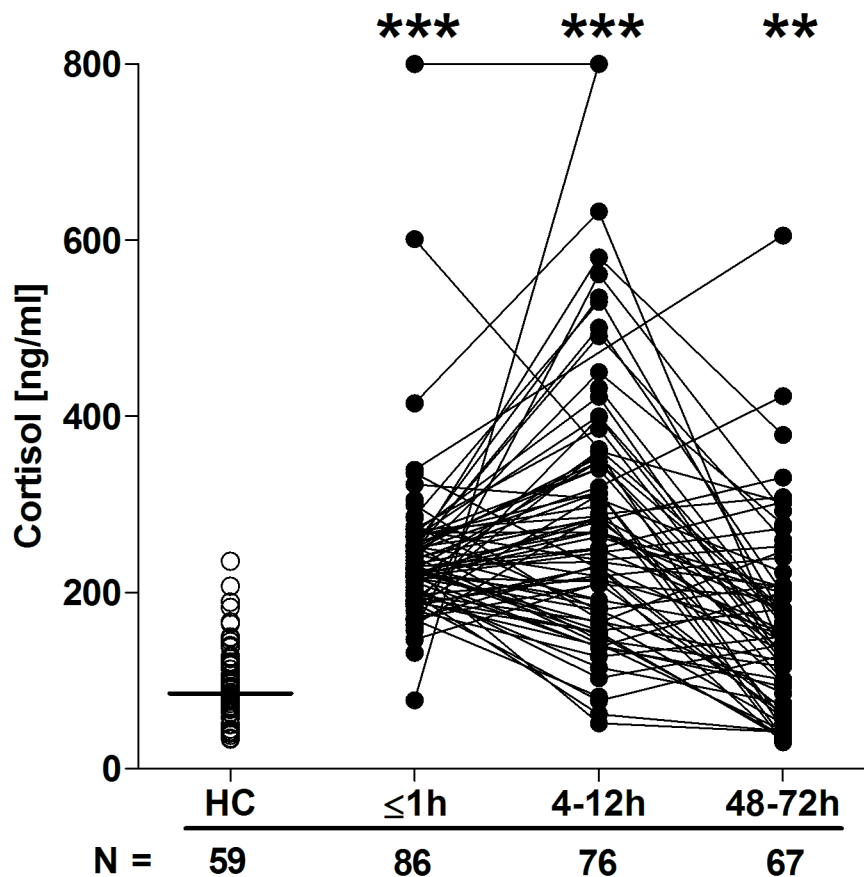 *** *** **
800
600
400
200
0
Cortisol [ng/ml]
HC ≤1h 4-12h 48-72h
N = 59 86 76 67